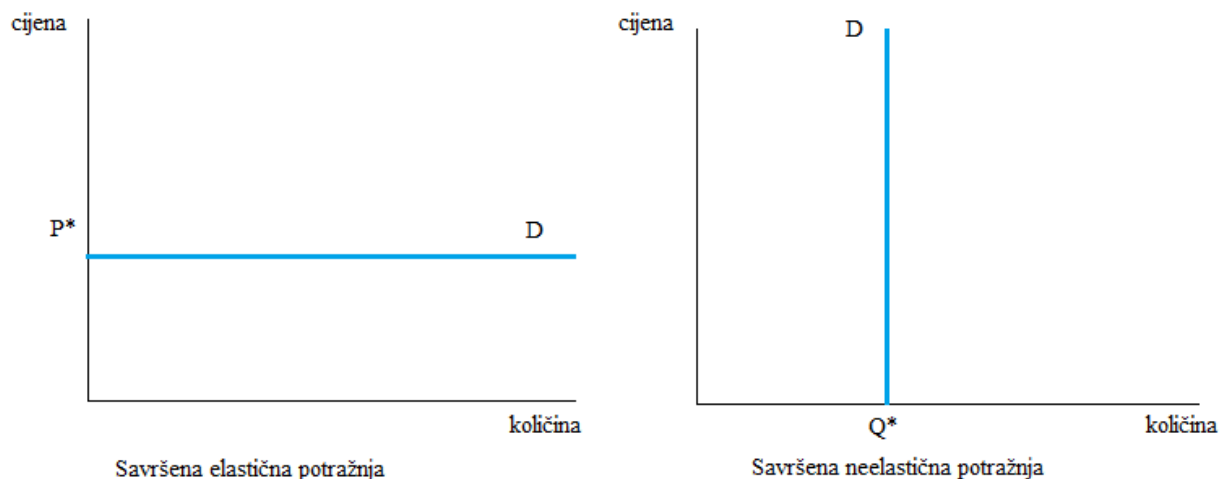 cijena
P*
D
količina
Savršena elastična potražnja
cijena
D
Q*
količina
Savršena neelastična potražnja